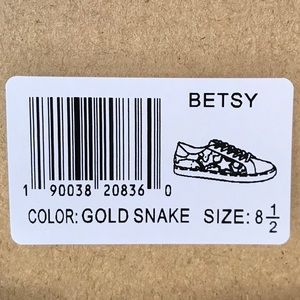 BETSY
1 90038 20836 0
COLOR: GOLD SNAKE SIZE: 8 1/2